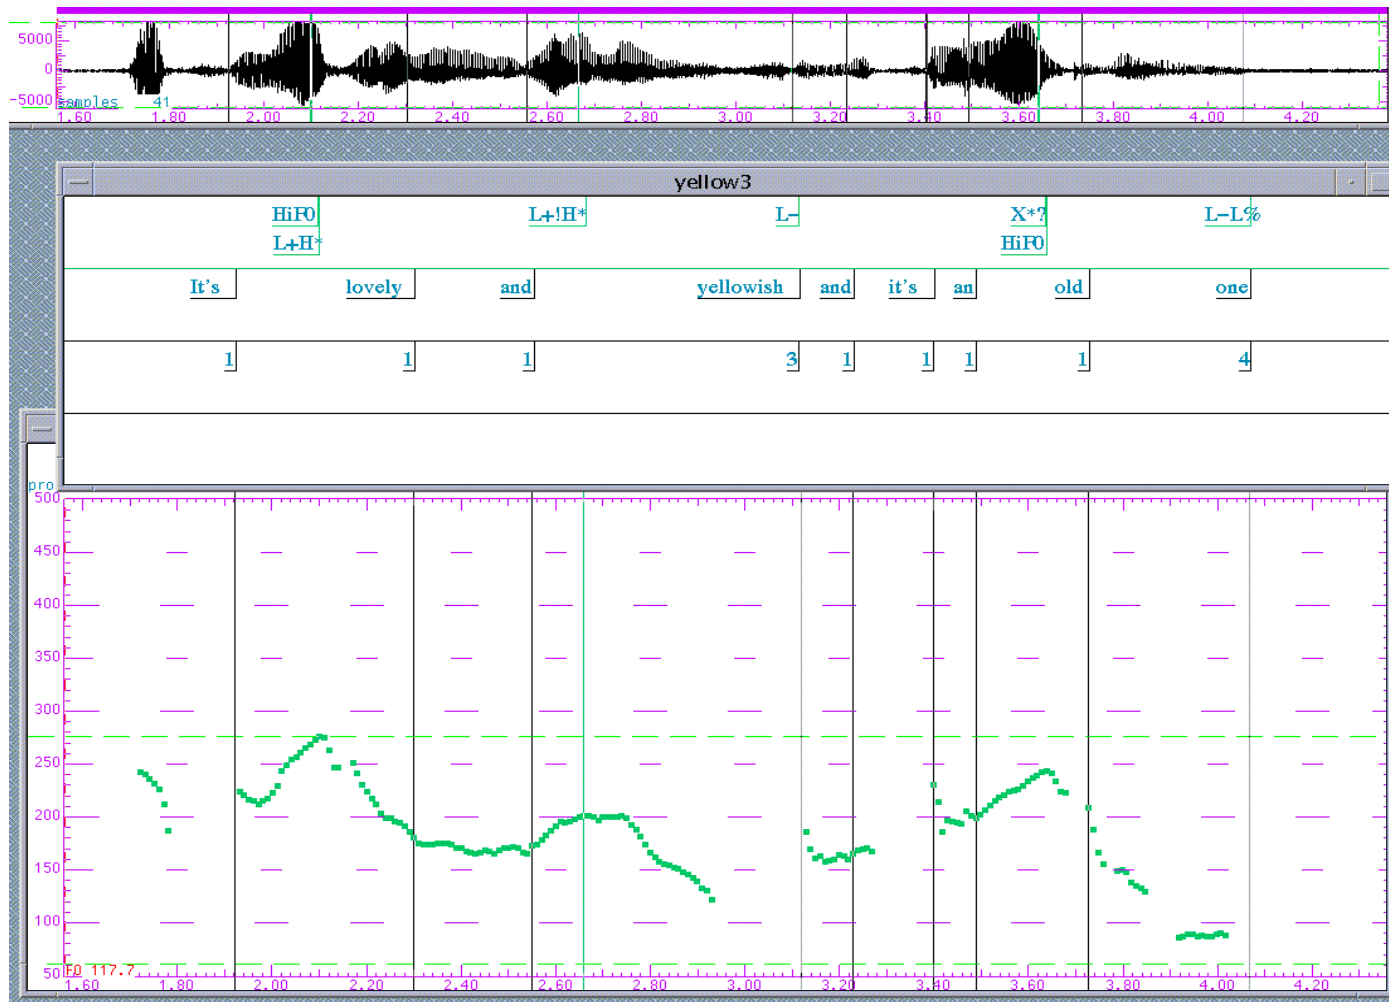 5000
0
-5000
samples 41
1.60 1.80 2.00 2.20 2.40 2.60 2.80 3.00 3.20 3.40 3.60 3.80 4.00 4.20
yellow3
HiF0 L+!H* L- X*? L-L%
L+H* HiF0
It's lovely and yellowish and it's an old one
1 1 1 3 1 1 1 1 4
pro
500
450
400
350
300
250
200
150
100
50
F0 117.7
1.60 1.80 2.00 2.20 2.40 2.60 2.80 3.00 3.20 3.40 3.60 3.80 4.00 4.20